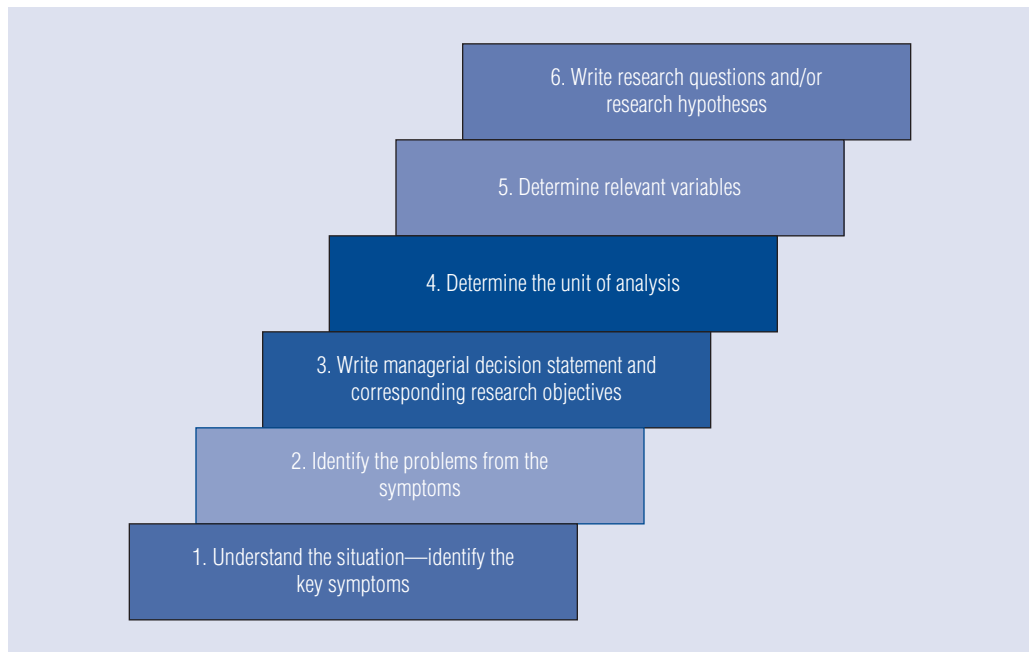 6. Write research questions and/or
research hypotheses
5. Determine relevant variables
4. Determine the unit of analysis
3. Write managerial decision statement and
corresponding research objectives
2. Identify the problems from the
symptoms
1. Understand the situation—identify the
key symptoms